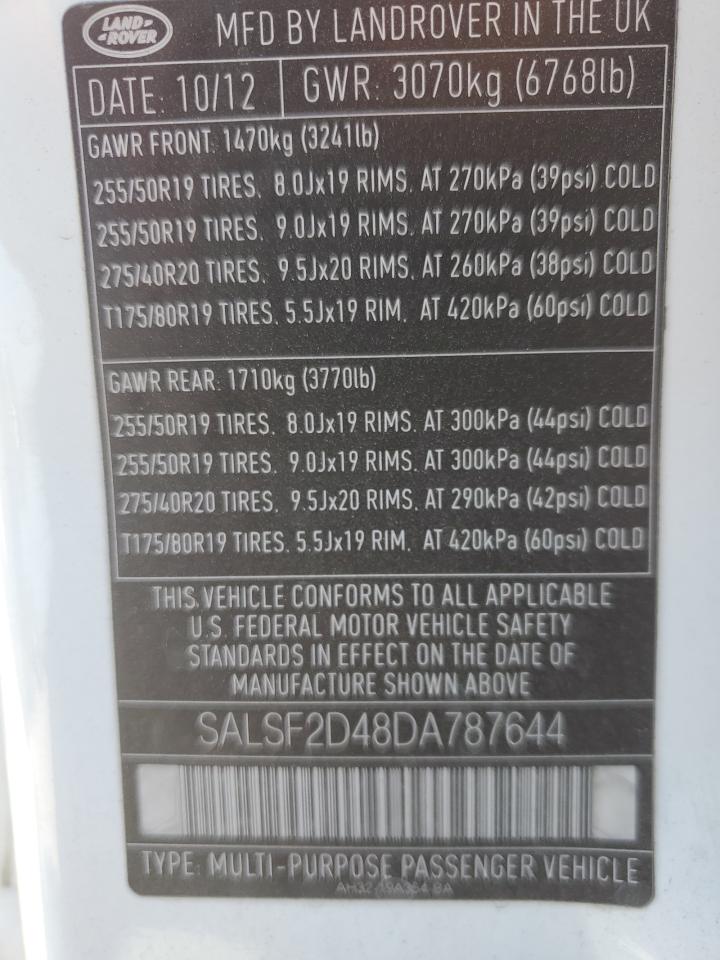 LAND-
-ROVER
MFD BY LANDROVER IN THE UK
DATE: 10/12 GWR: 3070kg (6768lb)
GAWR FRONT: 1470kg (3241lb)
255/50R19 TIRES, 8.0Jx19 RIMS, AT 270kPa (39psi) COLD
255/50R19 TIRES, 9.0Jx19 RIMS, AT 270kPa (39psi) COLD
275/40R20 TIRES, 9.5Jx20 RIMS, AT 260kPa (38psi) COLD
T175/80R19 TIRES, 5.5Jx19 RIM, AT 420kPa (60psi) COLD
GAWR REAR: 1710kg (3770lb)
255/50R19 TIRES, 8.0Jx19 RIMS, AT 300kPa (44psi) COLD
255/50R19 TIRES, 9.0Jx19 RIMS, AT 300kPa (44psi) COLD
275/40R20 TIRES, 9.5Jx20 RIMS, AT 290kPa (42psi) COLD
T175/80R19 TIRES, 5.5Jx19 RIM, AT 420kPa (60psi) COLD
THIS VEHICLE CONFORMS TO ALL APPLICABLE
U.S. FEDERAL MOTOR VEHICLE SAFETY
STANDARDS IN EFFECT ON THE DATE OF
MANUFACTURE SHOWN ABOVE
SALSF2D48DA787644
TYPE: MULTI-PURPOSE PASSENGER VEHICLE
AH32-19A364-BA